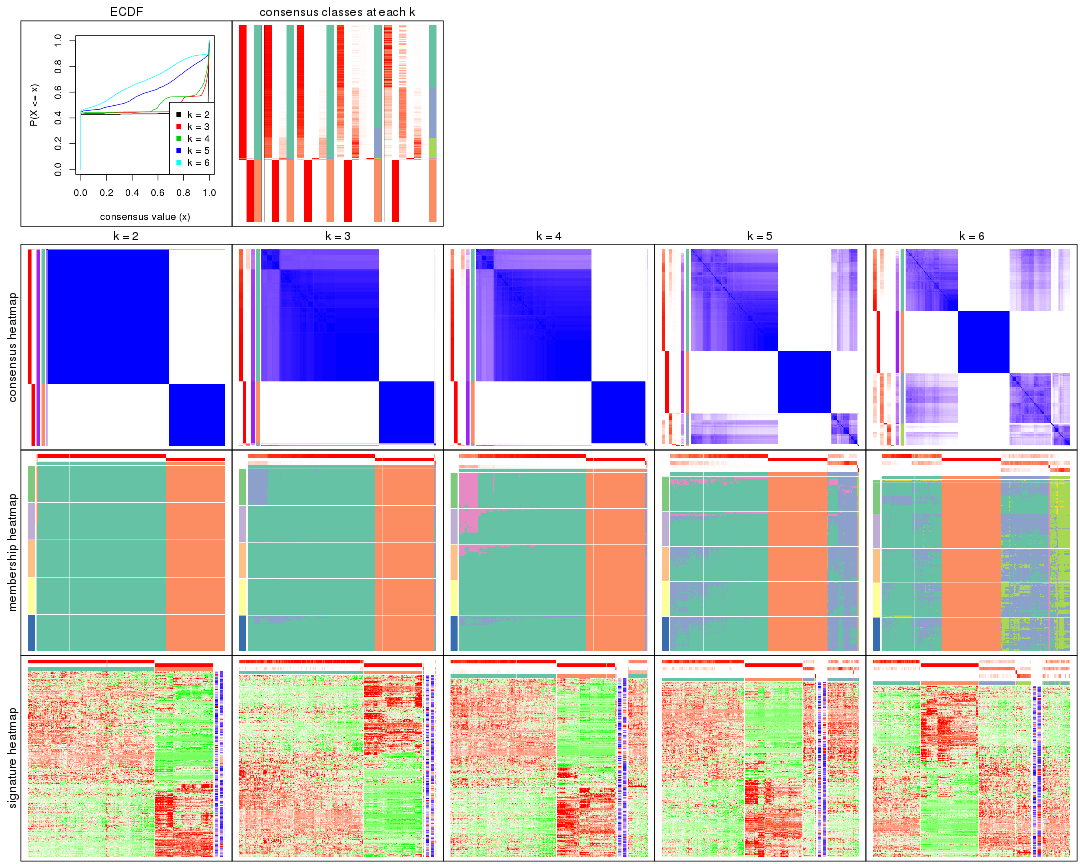 ECDF
consensus classes at each k
P(X <= x)
0.0 0.2 0.4 0.6 0.8 1.0
k = 2
k = 3
k = 4
k = 5
k = 6
0.0 0.2 0.4 0.6 0.8 1.0
consensus value (x)
k = 2
k = 3
k = 4
k = 5
k = 6
consensus heatmap
membership heatmap
signature heatmap